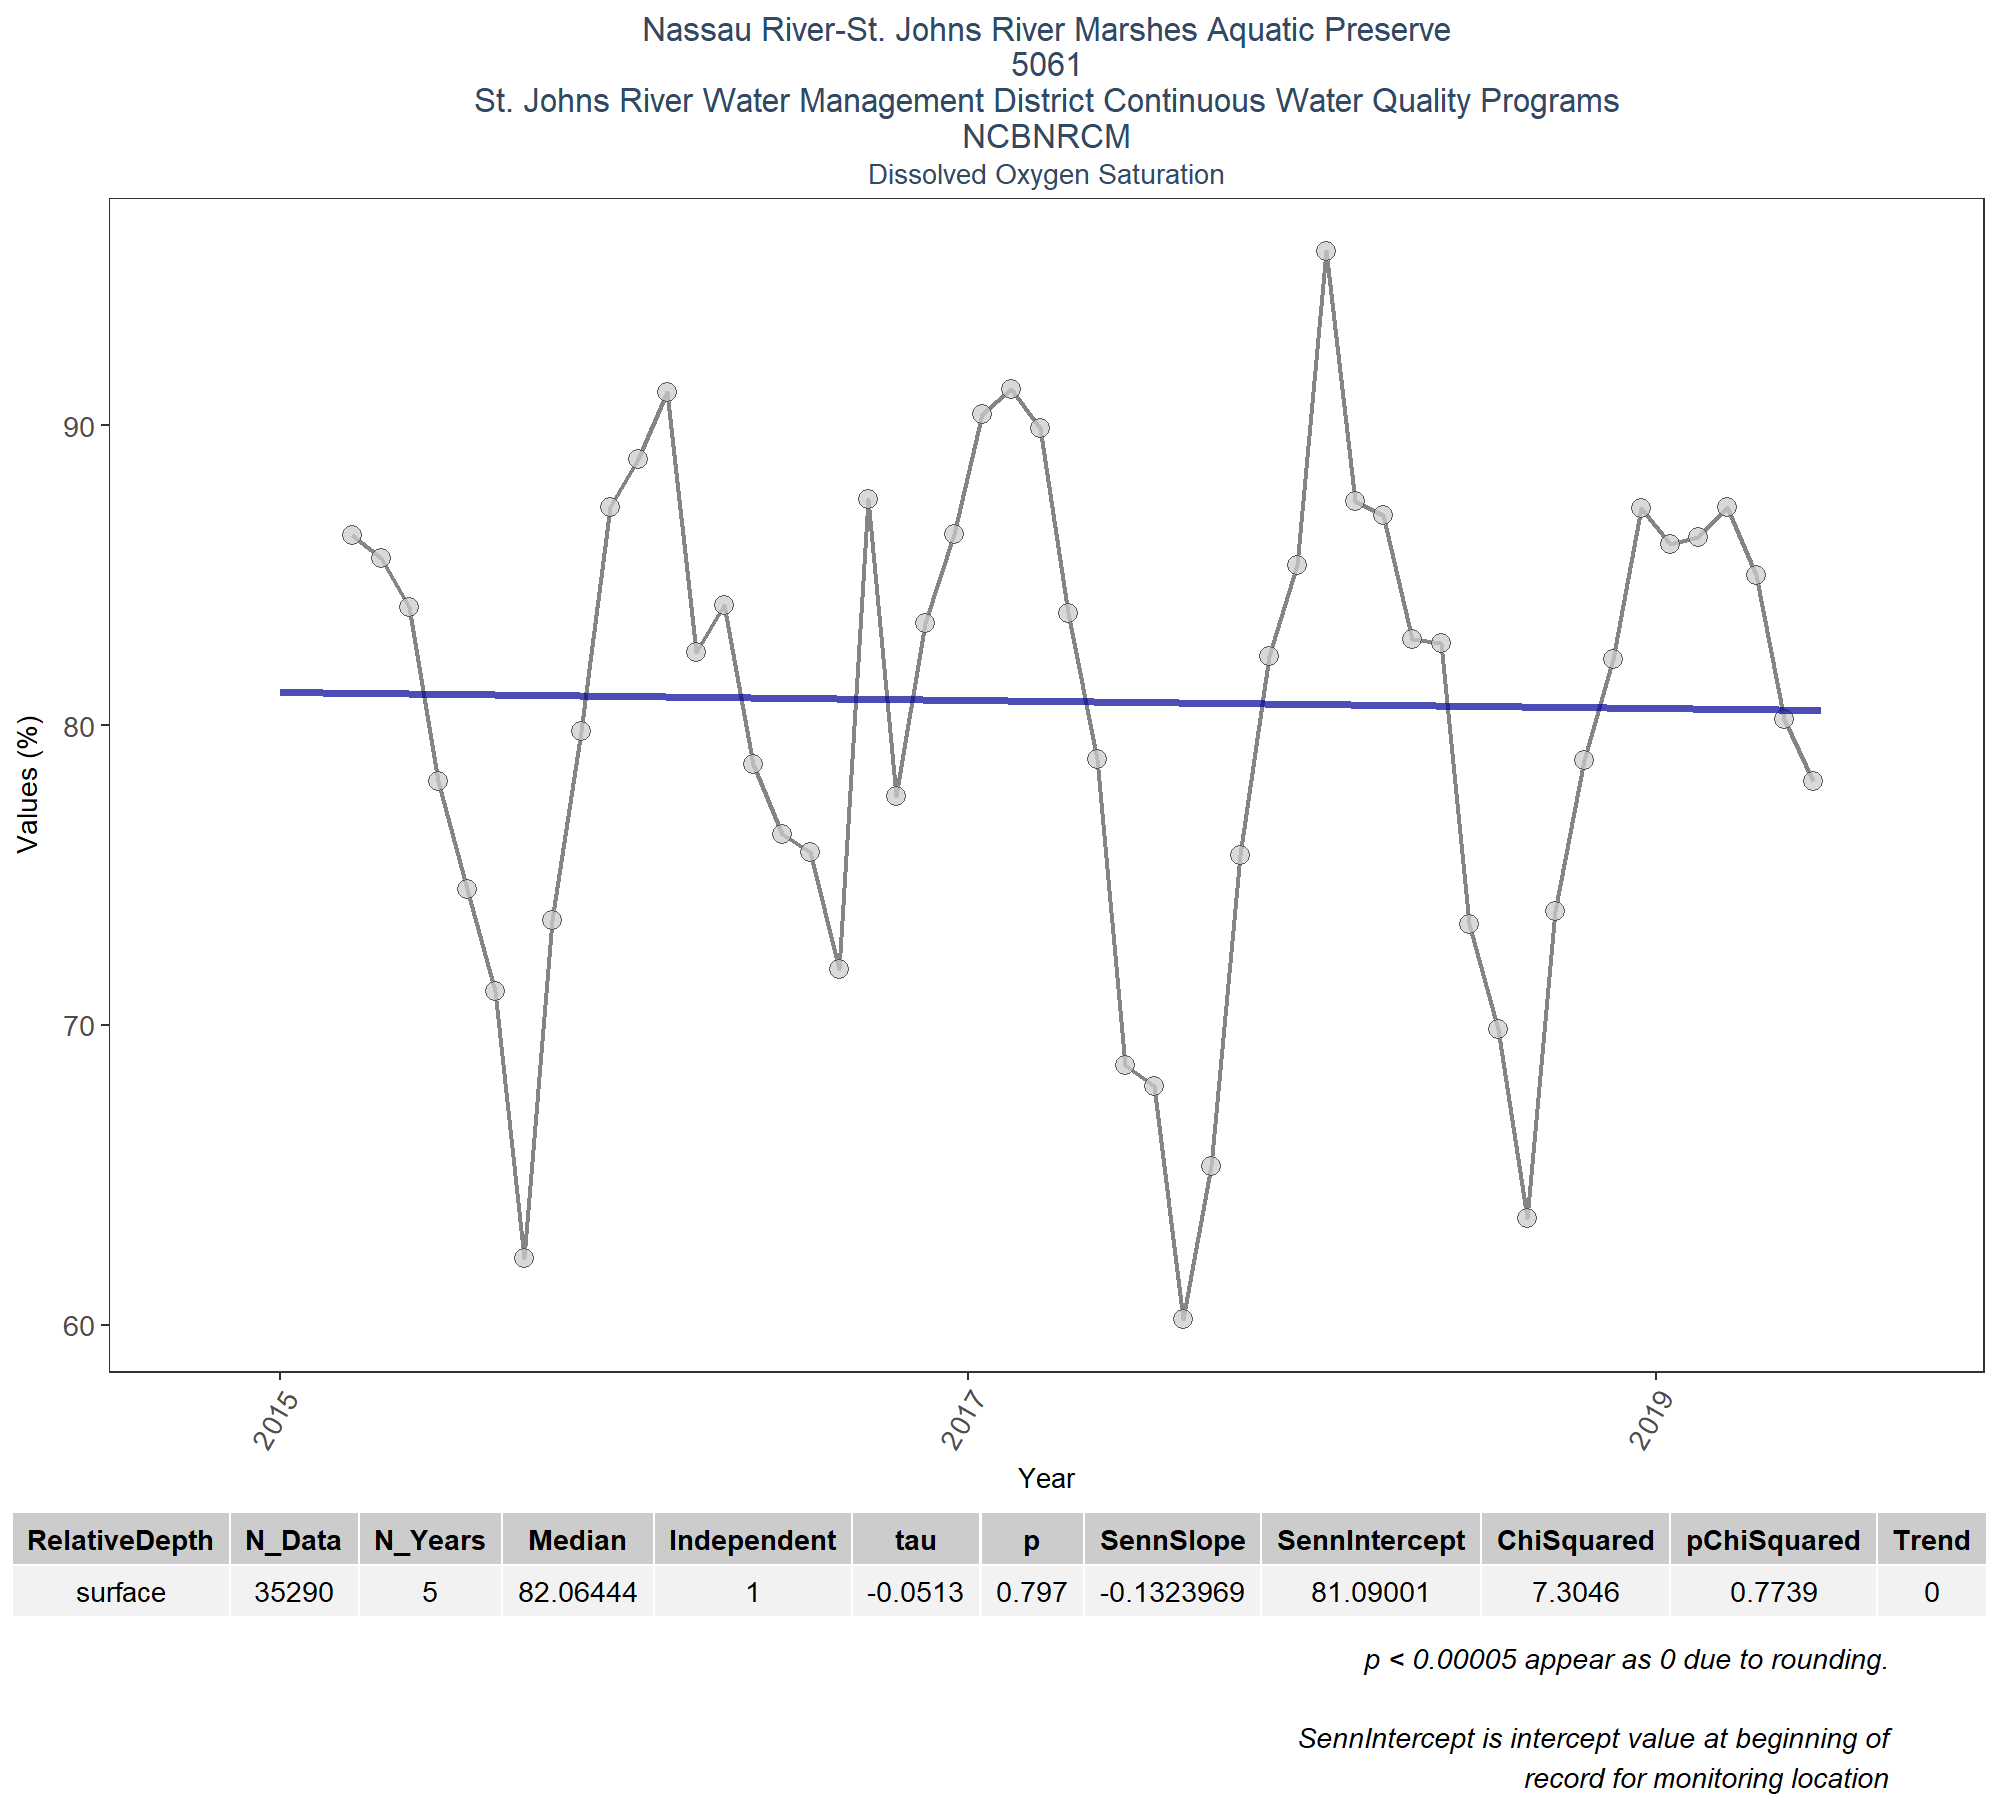 Nassau River-St. Johns River Marshes Aquatic Preserve
5061
St. Johns River Water Management District Continuous Water Quality Programs
NCBNRCM
Dissolved Oxygen Saturation
Values (%)
90
80
70
60
2015
2017
2019
Year
RelativeDepth N_Data N_Years Median Independent tau p SennSlope SennIntercept ChiSquared pChiSquared Trend
surface 35290 5 82.06444 1 -0.0513 0.797 -0.1323969 81.09001 7.3046 0.7739 0
p < 0.00005 appear as 0 due to rounding.
SennIntercept is intercept value at beginning of
record for monitoring location